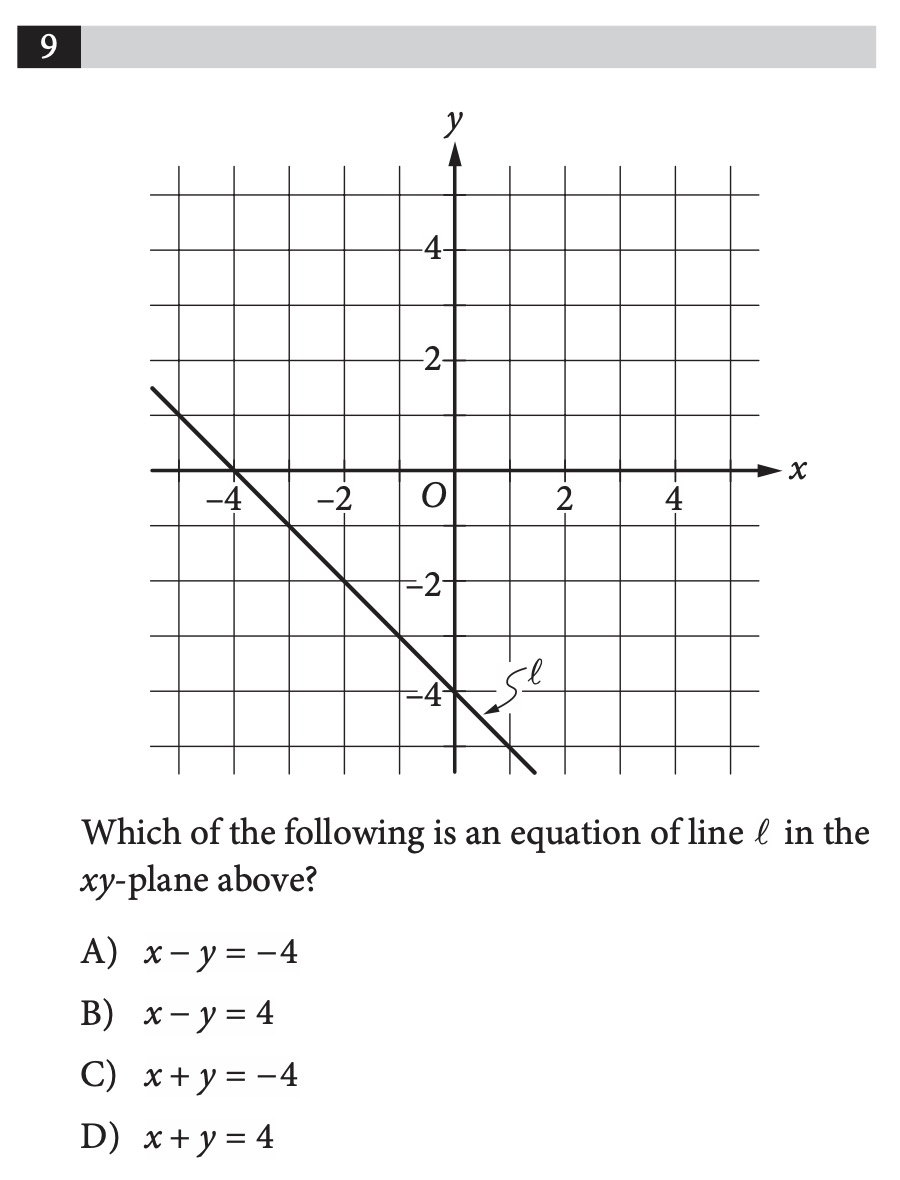 9
y
4
2
x
−4
−2
O
2
4
−2
−4
ℓ
Which of the following is an equation of line ℓ in the
xy-plane above?
A) x − y = −4
B) x − y = 4
C) x + y = −4
D) x + y = 4